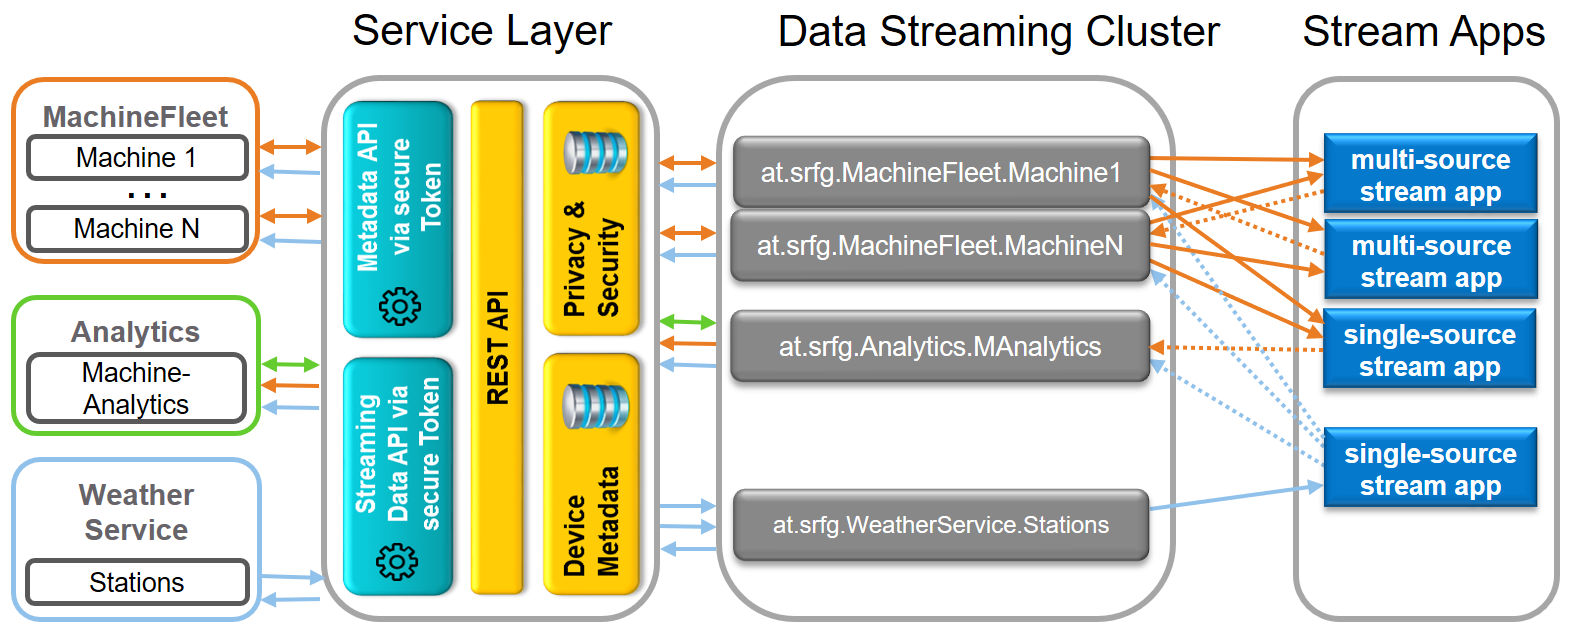 Service Layer
Data Streaming Cluster
Stream Apps
MachineFleet
Machine 1
...
Machine N
Analytics
Machine-
Analytics
Weather
Service
Stations
Metadata API
via secure
Token
Streaming
Data API via
secure Token
REST API
Privacy &
Security
Device
Metadata
at.srfg.MachineFleet.Machine1
at.srfg.MachineFleet.MachineN
at.srfg.Analytics.MAnalytics
at.srfg.WeatherService.Stations
multi-source
stream app
multi-source
stream app
single-source
stream app
single-source
stream app